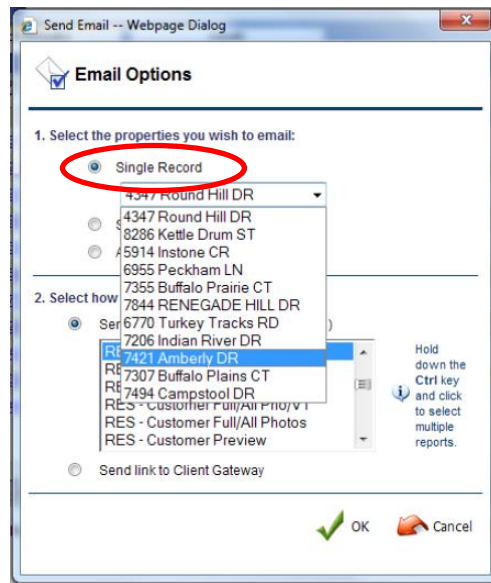 Send Email -- Webpage Dialog
Email Options
1. Select the properties you wish to email:
Single Record
4347 Round Hill DR
4347 Round Hill DR
8286 Kettle Drum ST
5914 Instone CR
6955 Peckham LN
7355 Buffalo Prairie CT
2. Select how
7844 RENEGADE HILL DR
6770 Turkey Tracks RD
7206 Indian River DR
7421 Amberly DR
7307 Buffalo Plains CT
7494 Campstool DR
RES - Customer Full/All Photos
RES - Customer Preview
Hold
down the
Ctrl key
and click
to select
multiple
reports.
Send link to Client Gateway
OK
Cancel